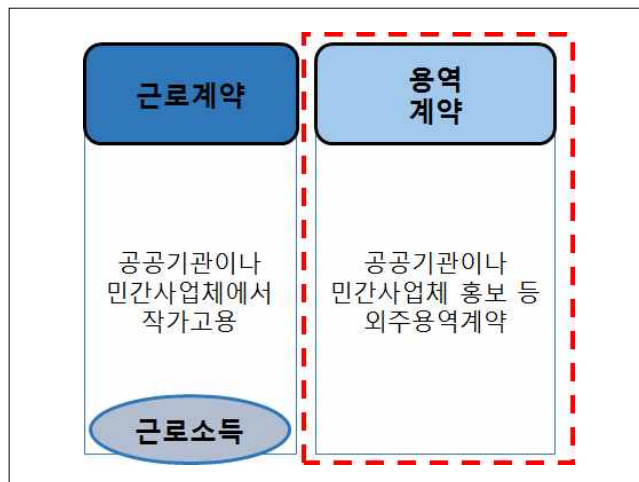 근로계약
용역
계약
공공기관이나
민간사업체에서
작가고용
공공기관이나
민간사업체 홍보 등
외주용역계약
근로소득